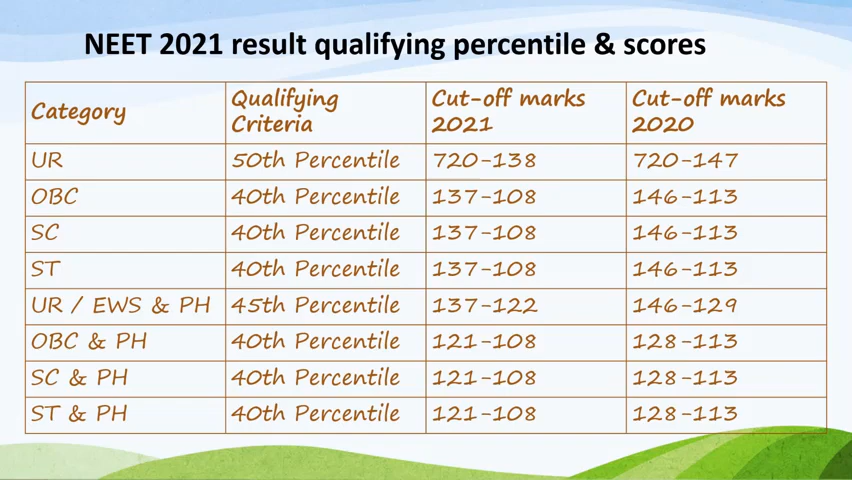 NEET 2021 result qualifying percentile & scores
Category Qualifying Criteria Cut-off marks 2021 Cut-off marks 2020
UR 50th Percentile 720-138 720-147
OBC 40th Percentile 137-108 146-113
SC 40th Percentile 137-108 146-113
ST 40th Percentile 137-108 146-113
UR / EWS & PH 45th Percentile 137-122 146-129
OBC & PH 40th Percentile 121-108 128-113
SC & PH 40th Percentile 121-108 128-113
ST & PH 40th Percentile 121-108 128-113